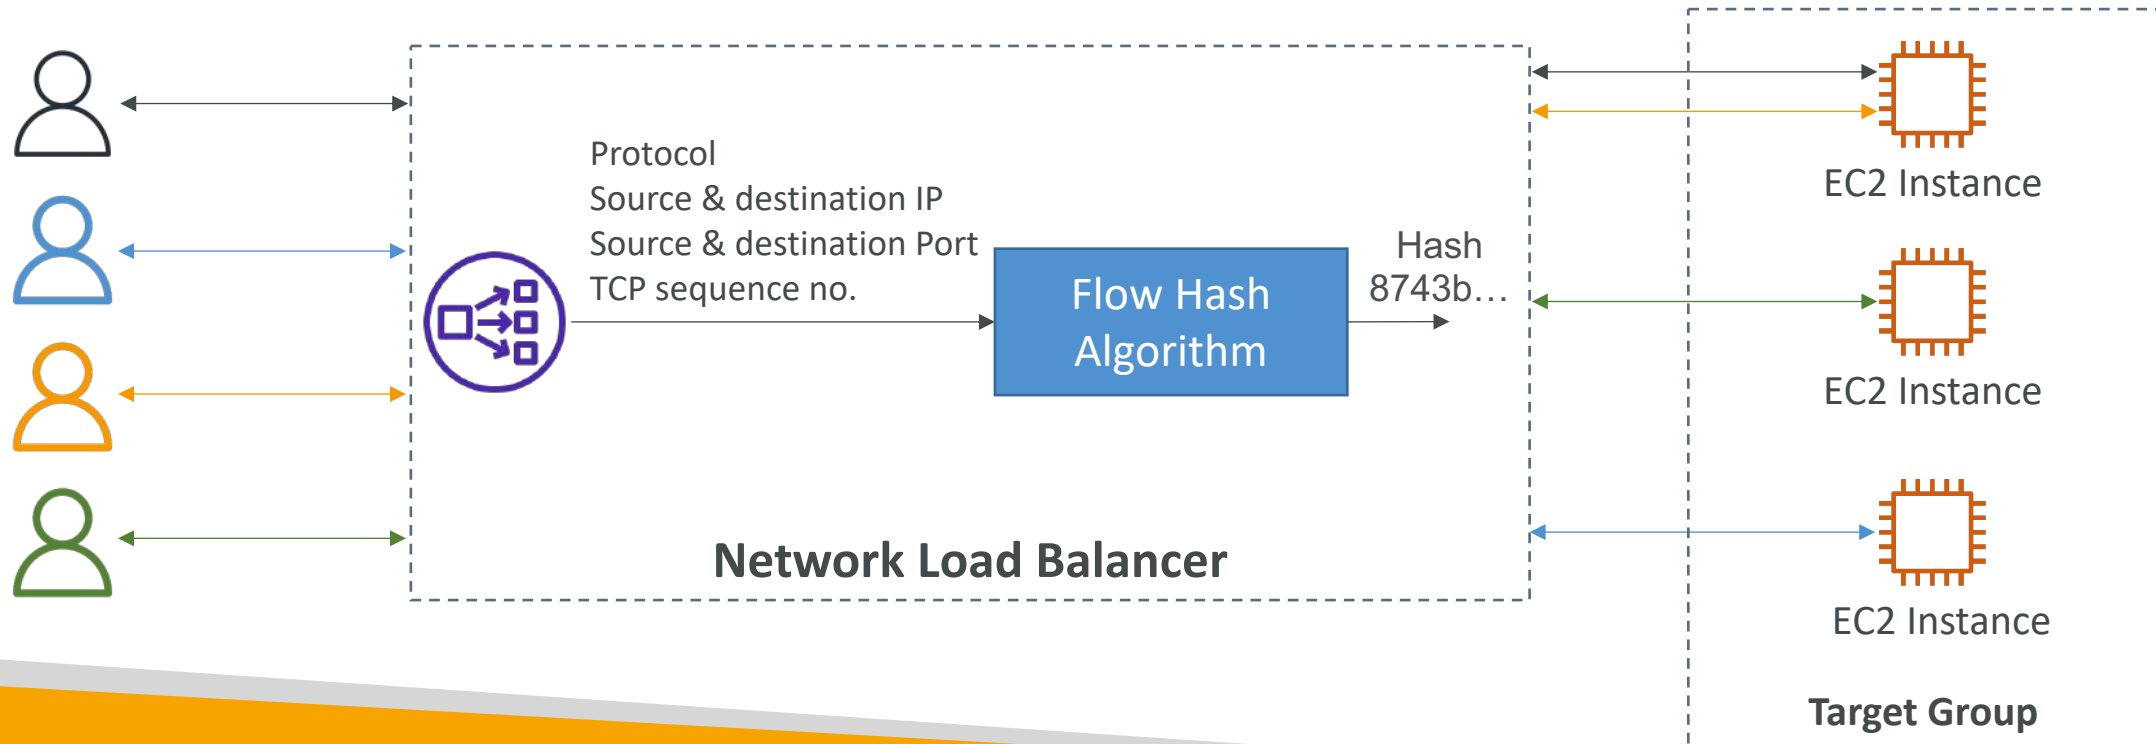 Protocol
Source & destination IP
Source & destination Port
TCP sequence no.
Flow Hash
Algorithm
Hash
8743b...
Network Load Balancer
EC2 Instance
EC2 Instance
EC2 Instance
Target Group